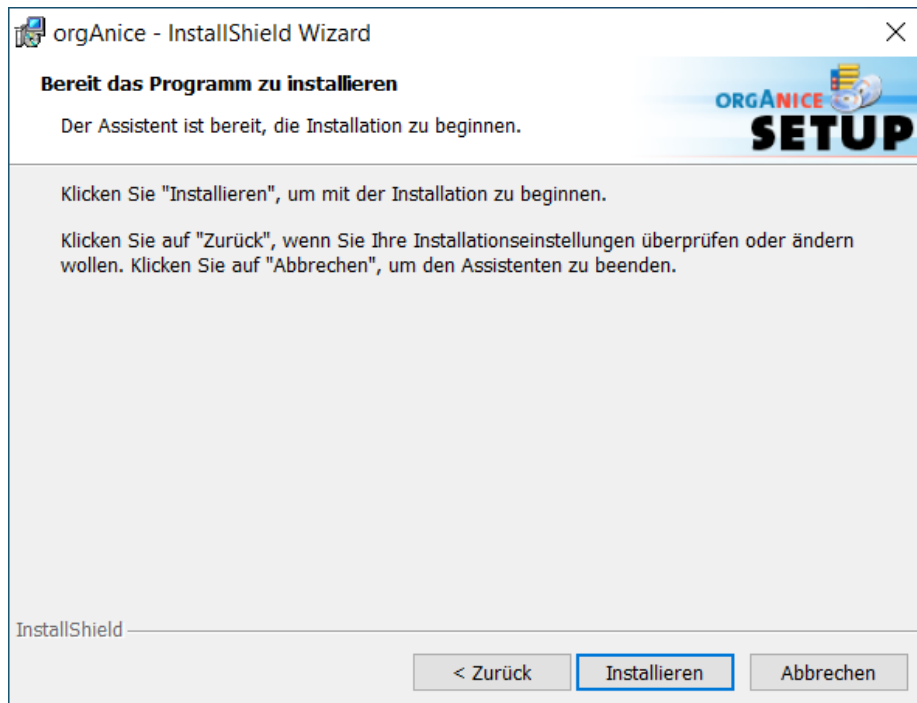 orgAnice - InstallShield Wizard
Bereit das Programm zu installieren
Der Assistent ist bereit, die Installation zu beginnen.
ORGANICE
SETUP
Klicken Sie "Installieren", um mit der Installation zu beginnen.
Klicken Sie auf "Zurück", wenn Sie Ihre Installationseinstellungen überprüfen oder ändern
wollen. Klicken Sie auf "Abbrechen", um den Assistenten zu beenden.
InstallShield
< Zurück
Installieren
Abbrechen